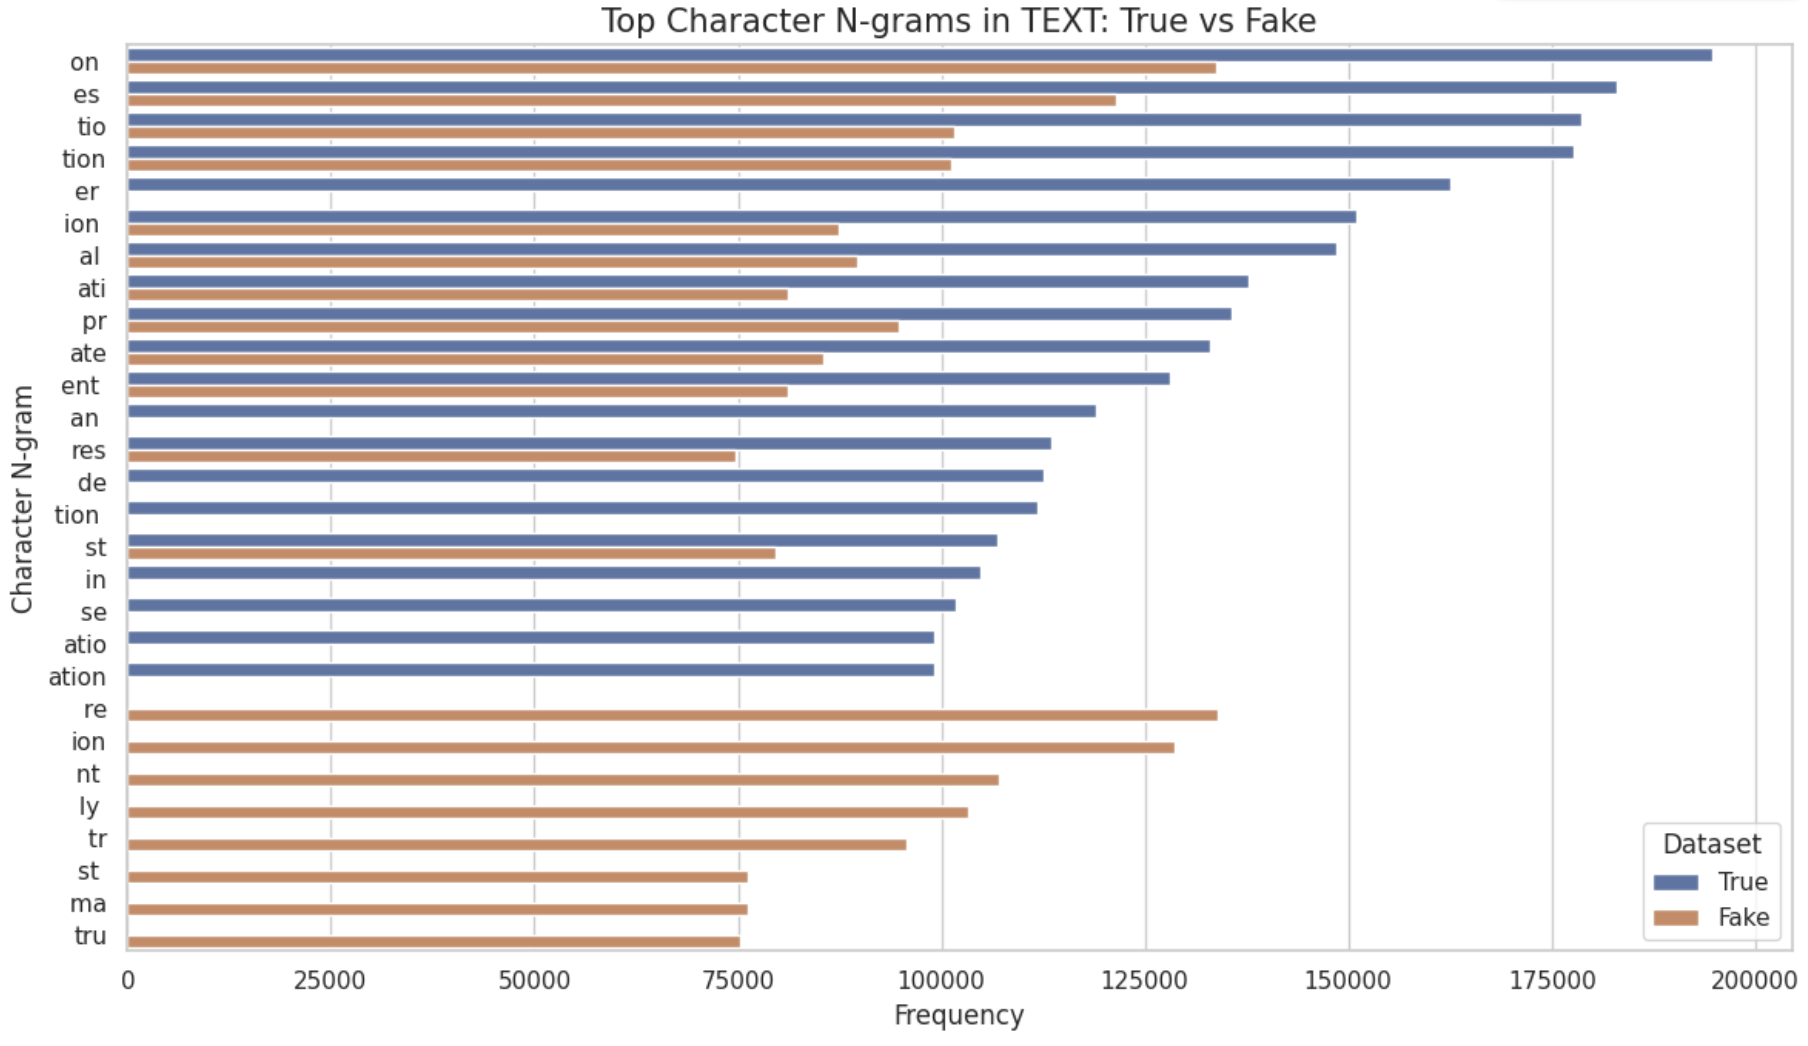 Top Character N-grams in TEXT: True vs Fake
Character N-gram
on
es
tio
tion
er
ion
al
ati
pr
ate
ent
an
res
de
tion
st
in
se
atio
ation
re
ion
nt
ly
tr
st
ma
tru
Dataset
True
Fake
0 25000 50000 75000 100000 125000 150000 175000 200000
Frequency